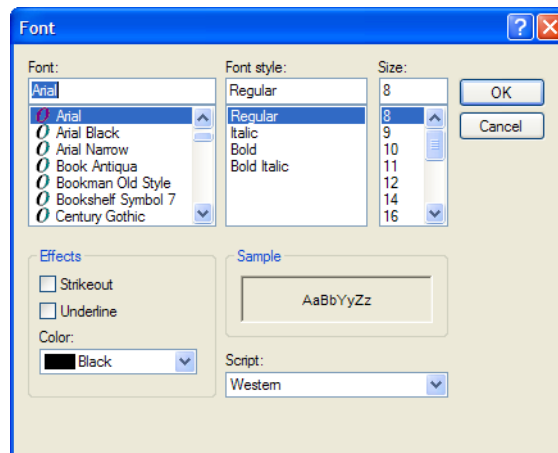 Font
Font:
Arial
Arial
Arial Black
Arial Narrow
Book Antiqua
Bookman Old Style
Bookshelf Symbol 7
Century Gothic
Font style:
Regular
Regular
Italic
Bold
Bold Italic
Size:
8
8
9
10
11
12
14
16
OK
Cancel
Effects
Strikeout
Underline
Color:
Black
Sample
AaBbYyZz
Script:
Western